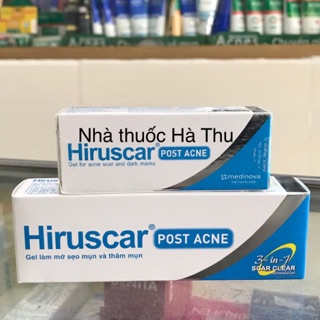 Nhà thuốc Hà Thu
Hiruscar® POST ACNE
Gel for acne scar and dark marks
medinova
SWITZERLAND
Hiruscar® POST ACNE
Gel làm mờ sẹo mụn và thâm mụn
3-in-1
SCAR CLEAR